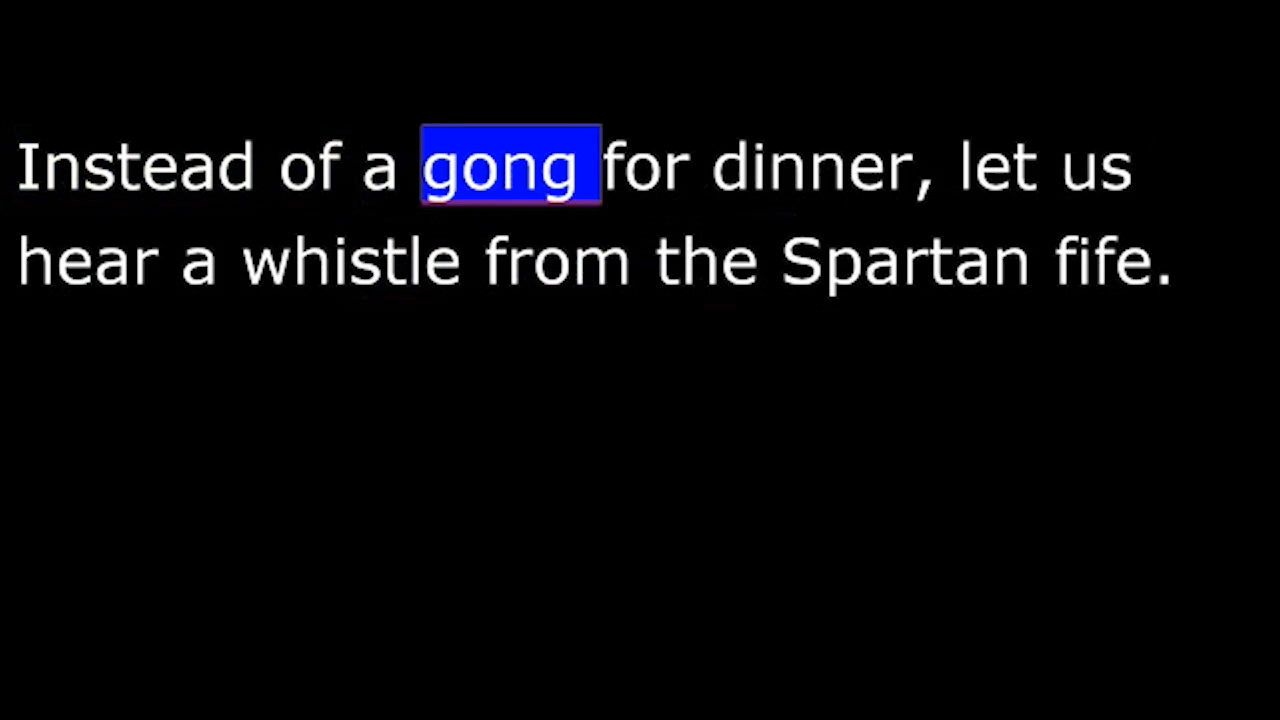 Instead of a gong for dinner, let us
hear a whistle from the Spartan fife.